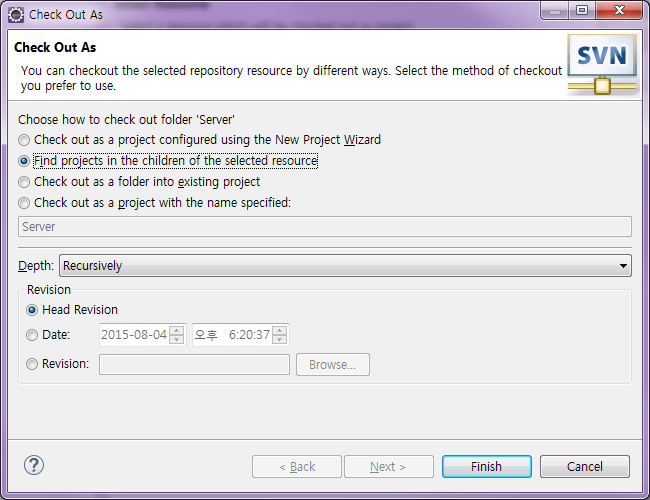 Check Out As
Check Out As
You can checkout the selected repository resource by different ways. Select the method of checkout
you prefer to use.
SVN
Choose how to check out folder 'Server'
Check out as a project configured using the New Project Wizard
Find projects in the children of the selected resource
Check out as a folder into existing project
Check out as a project with the name specified:
Server
Depth: Recursively
Revision
Head Revision
Date: 2015-08-04 오후 6:20:37
Revision: Browse...
?
< Back Next > Finish Cancel